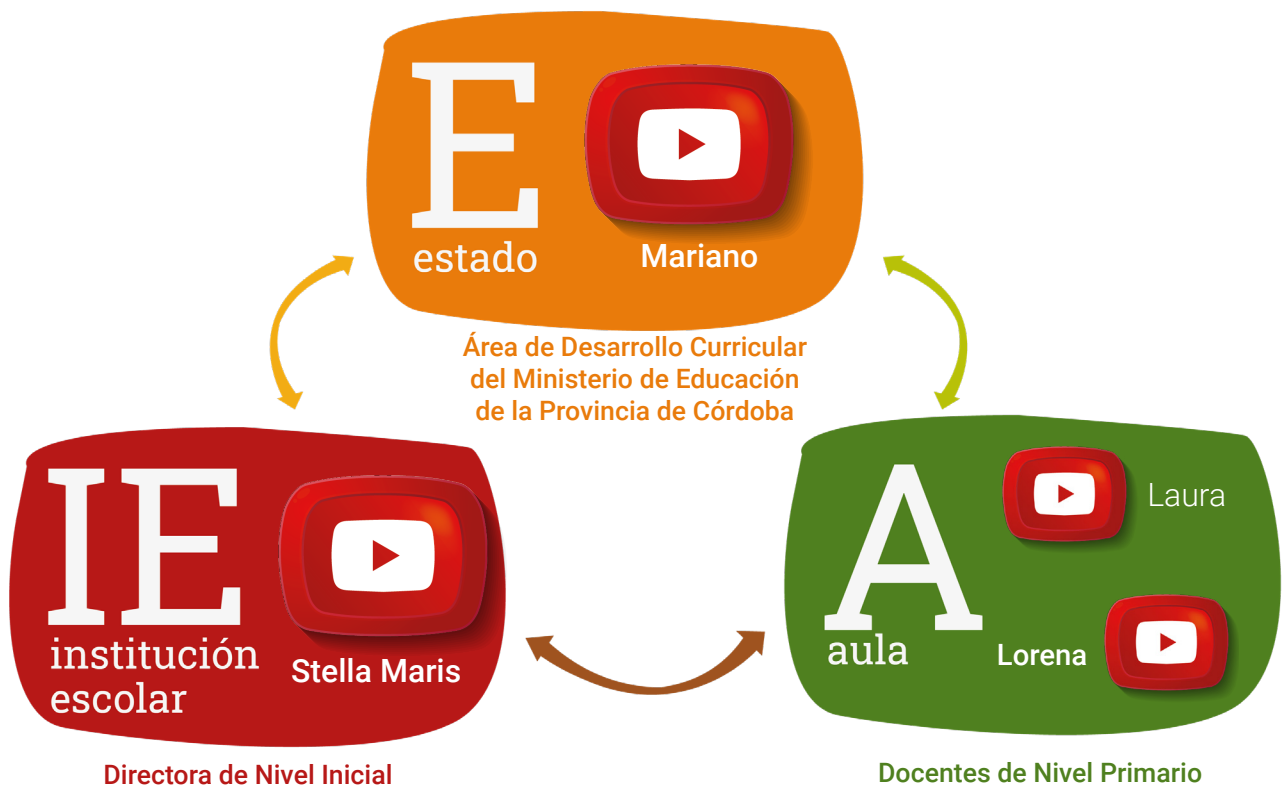 E
estado
Mariano
Área de Desarrollo Curricular
del Ministerio de Educación
de la Provincia de Córdoba
IE
institución
escolar
Stella Maris
Directora de Nivel Inicial
A
aula
Laura
Lorena
Docentes de Nivel Primario